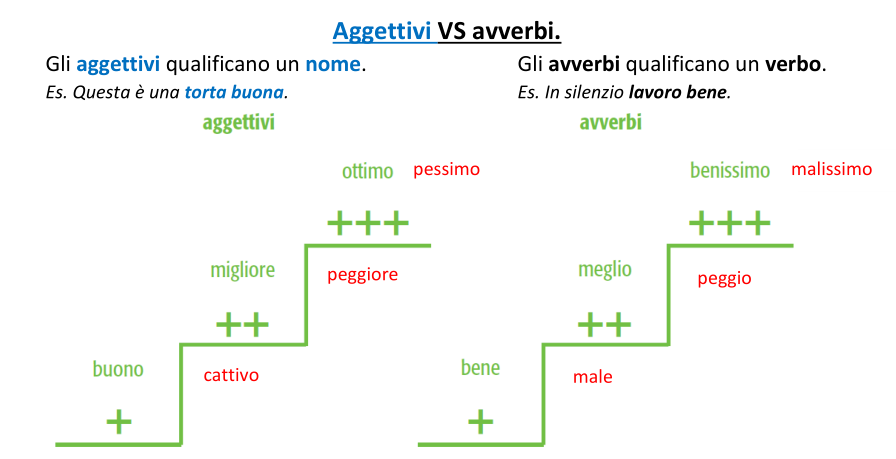 Aggettivi VS avverbi.
Gli aggettivi qualificano un nome.
Es. Questa è una torta buona.
aggettivi
ottimo pessimo
+++
migliore peggiore
++
buono cattivo
+
Gli avverbi qualificano un verbo.
Es. In silenzio lavoro bene.
avverbi
benissimo malissimo
+++
meglio peggio
++
bene male
+